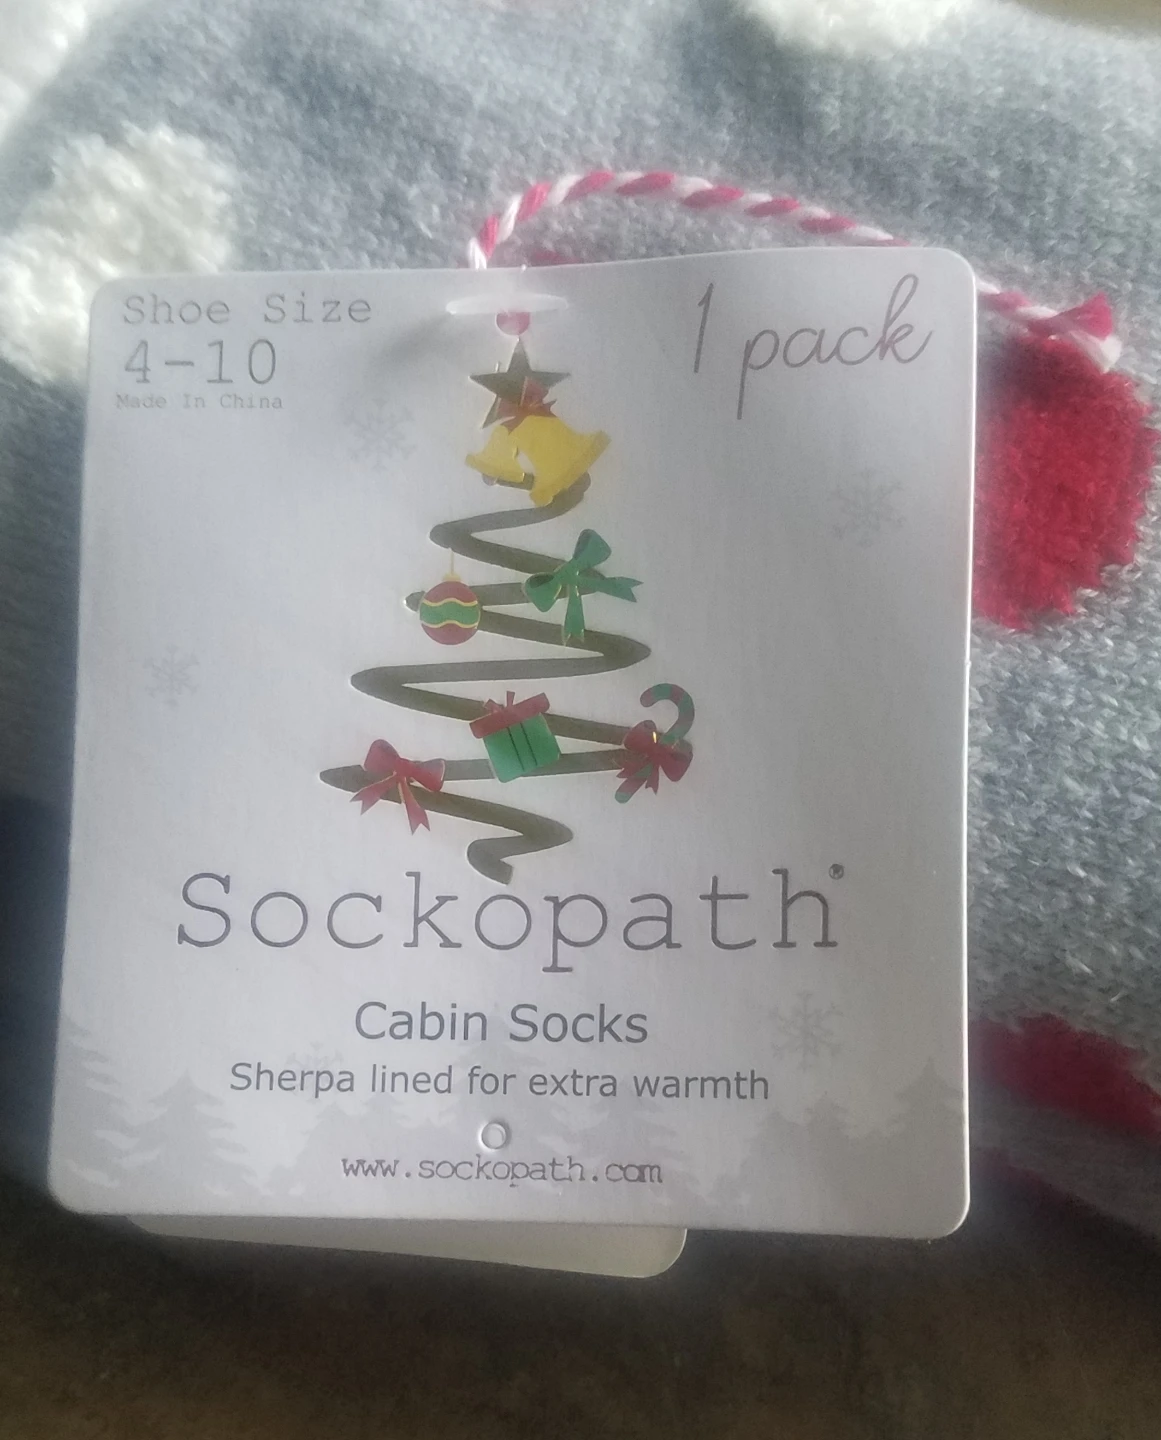 Shoe Size
4-10
Made In China
1 pack
Sockopath®
Cabin Socks
Sherpa lined for extra warmth
www.sockopath.com